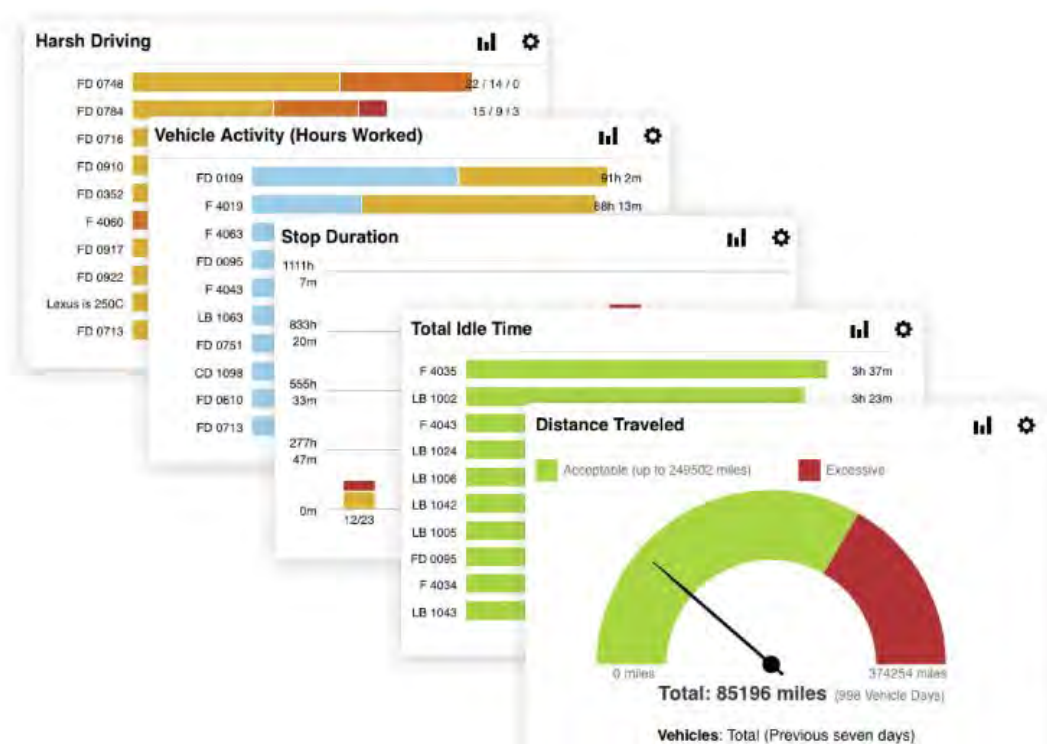 Harsh Driving
FD 0748
22 / 14 / 0
FD 0784
15 / 9 / 3
FD 0716
FD 0910
FD 0352
F 4060
FD 0917
FD 0922
Lexus is 250C
FD 0713
Vehicle Activity (Hours Worked)
FD 0109
91h 2m
F 4019
88h 13m
F 4063
FD 0095
F 4043
LB 1063
FD 0751
CD 1098
FD 0610
FD 0713
Stop Duration
1111h
7m
833h
20m
555h
33m
277h
47m
0m
12/23
Total Idle Time
F 4035
3h 37m
LB 1002
3h 23m
F 4043
LB 1024
LB 1006
LB 1042
LB 1005
FD 0095
F 4034
LB 1043
Distance Traveled
Acceptable (up to 249502 miles)
Excessive
0 miles
374254 miles
Total: 85196 miles (998 Vehicle Days)
Vehicles: Total (Previous seven days)